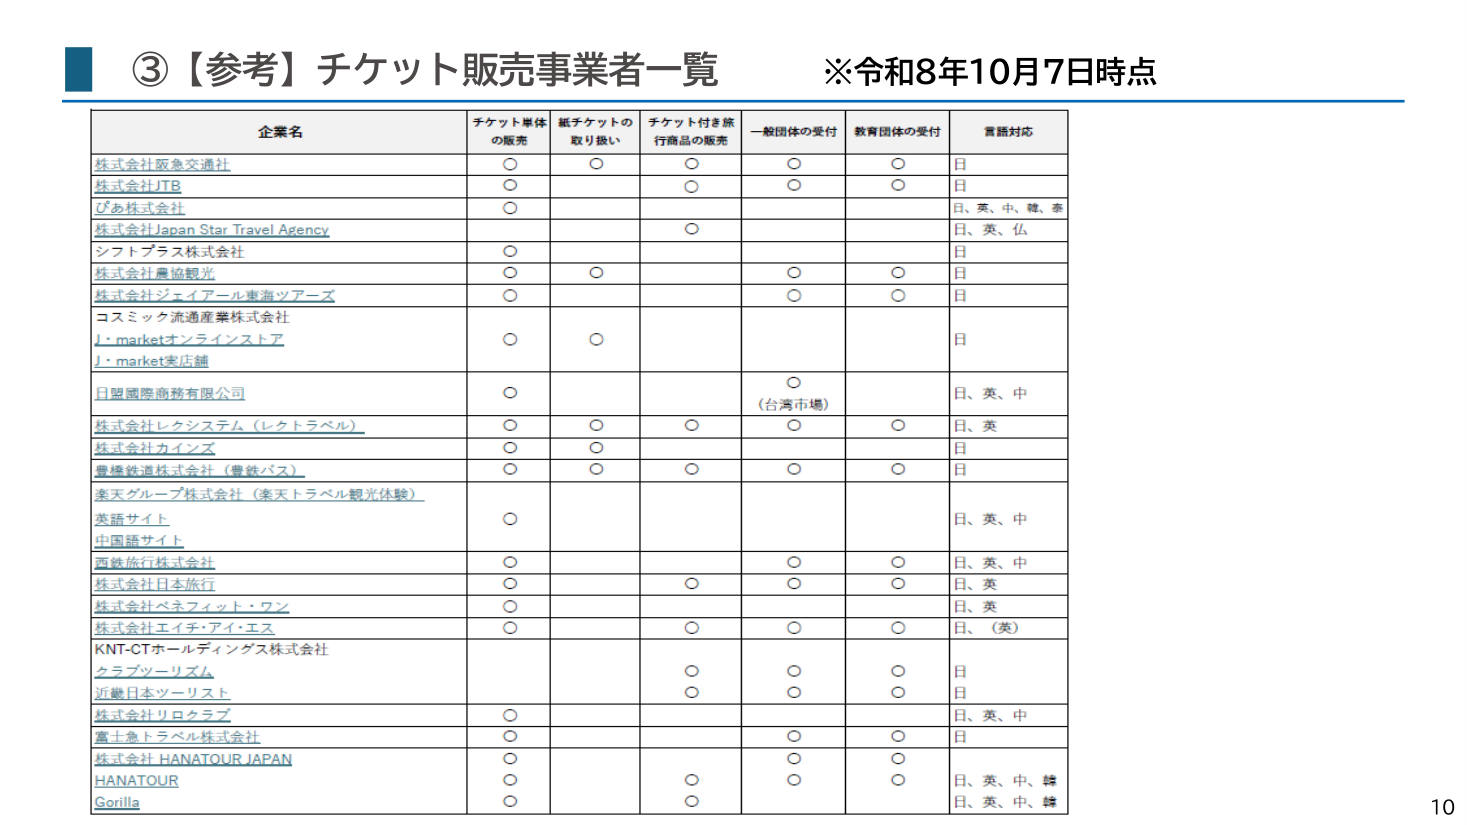 ③【参考】チケット販売事業者一覧 ※令和8年10月7日時点
企業名 チケット単体の販売 紙チケットの取り扱い チケット付き旅行商品の販売 一般団体の受付 教育団体の受付 言語対応
株式会社阪急交通社 〇 〇 〇 〇 〇 日
株式会社JTB 〇 〇 〇 〇 日
ぴあ株式会社 〇 日、英、中、韓、泰
株式会社Japan Star Travel Agency 〇 日、英、仏
シフトプラス株式会社 〇 日
株式会社農協観光 〇 〇 〇 〇 日
株式会社ジェイアール東海ツアーズ 〇 〇 〇 日
コスミック流通産業株式会社
J・marketオンラインストア 〇 〇 日
J・market実店舗
日盟國際商務有限公司 〇 〇（台湾市場） 日、英、中
株式会社レクシステム（レクトラベル） 〇 〇 〇 〇 〇 日、英
株式会社カインズ 〇 〇 日
豊橋鉄道株式会社（豊鉄バス） 〇 〇 〇 〇 〇 日
楽天グループ株式会社（楽天トラベル観光体験）
英語サイト 〇 日、英、中
中国語サイト
西鉄旅行株式会社 〇 〇 〇 日、英、中
株式会社日本旅行 〇 〇 〇 〇 日、英
株式会社ベネフィット・ワン 〇 日、英
株式会社エイチ・アイ・エス 〇 〇 〇 〇 日、（英）
KNT-CTホールディングス株式会社
クラブツーリズム 〇 〇 〇 日
近畿日本ツーリスト 〇 〇 〇 日
株式会社リロクラブ 〇 日、英、中
富士急トラベル株式会社 〇 〇 〇 日
株式会社 HANATOUR JAPAN 〇 〇 〇
HANATOUR 〇 〇 〇 〇 日、英、中、韓
Gorilla 〇 〇 日、英、中、韓
10